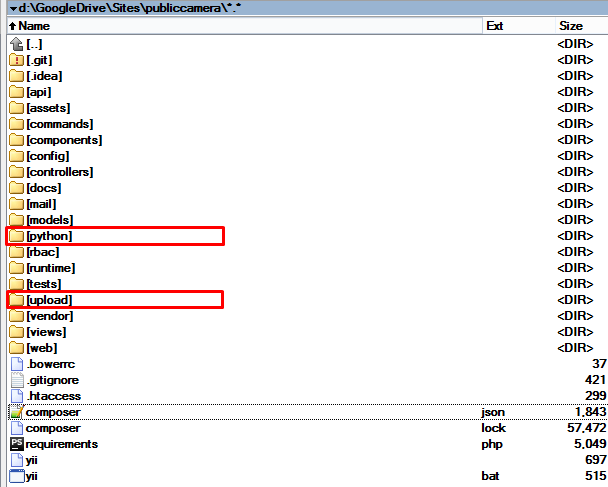 d:\GoogleDrive\Sites\publiccamera\*.*
Name Ext Size
[..] <DIR>
[.git] <DIR>
[.idea] <DIR>
[api] <DIR>
[assets] <DIR>
[commands] <DIR>
[components] <DIR>
[config] <DIR>
[controllers] <DIR>
[docs] <DIR>
[mail] <DIR>
[models] <DIR>
[python] <DIR>
[rbac] <DIR>
[runtime] <DIR>
[tests] <DIR>
[upload] <DIR>
[vendor] <DIR>
[views] <DIR>
[web] <DIR>
.bowerrc 37
.gitignore 421
.htaccess 299
composer json 1,843
composer lock 57,472
PS requirements php 5,049
yii 697
yii bat 515